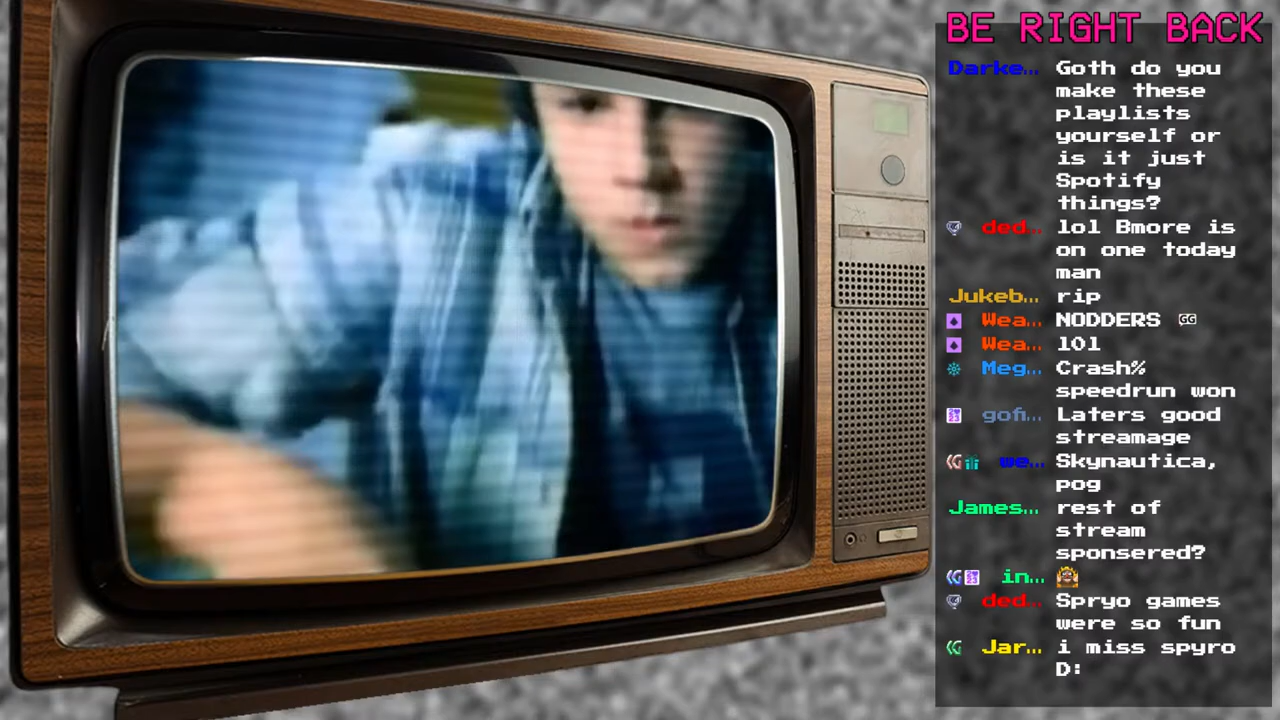 BE RIGHT BACK
Darke... Goth do you
make these
playlists
yourself or
is it just
Spotify
things?
ded... lol Bmore is
on one today
man
Jukeb... rip
Wea... NODDERS GG
Wea... lOl
Meg... Crash%
speedrun won
gofi... Laters good
streamage
we... Skynautica,
pog
James... rest of
stream
sponsered?
in...
ded... Spryo games
were so fun
Jar... i miss spyro
D: